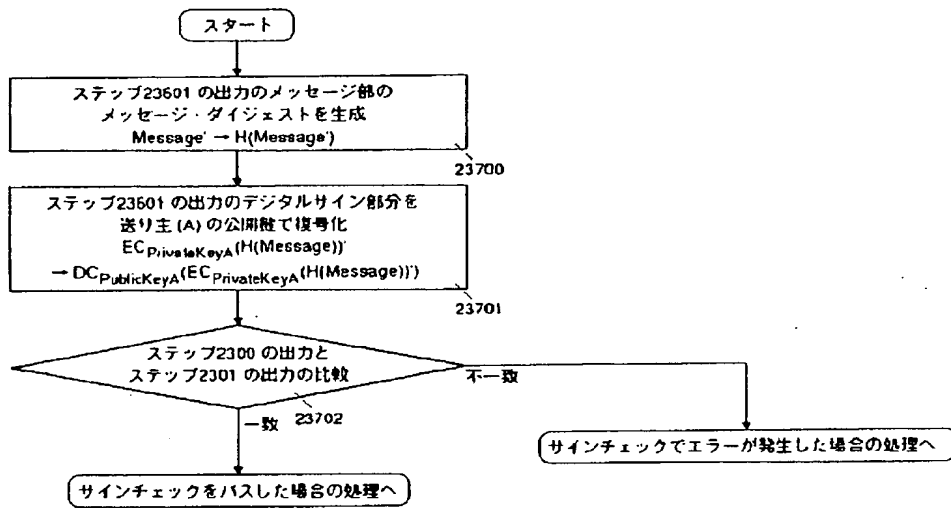 スタート
ステップ23601 の出力のメッセージ部の
メッセージ・ダイジェストを生成
Message' → H(Message')
23700
ステップ23601 の出力のデジタルサイン部分を
送り主 (A) の公開鍵で復号化
EC PrivateKeyA (H(Message))'
→ DC PublicKeyA (EC PrivateKeyA (H(Message))')
23701
ステップ2300 の出力と
ステップ2301 の出力の比較
不一致
23702
一致
サインチェックでエラーが発生した場合の処理へ
サインチェックをパスした場合の処理へ